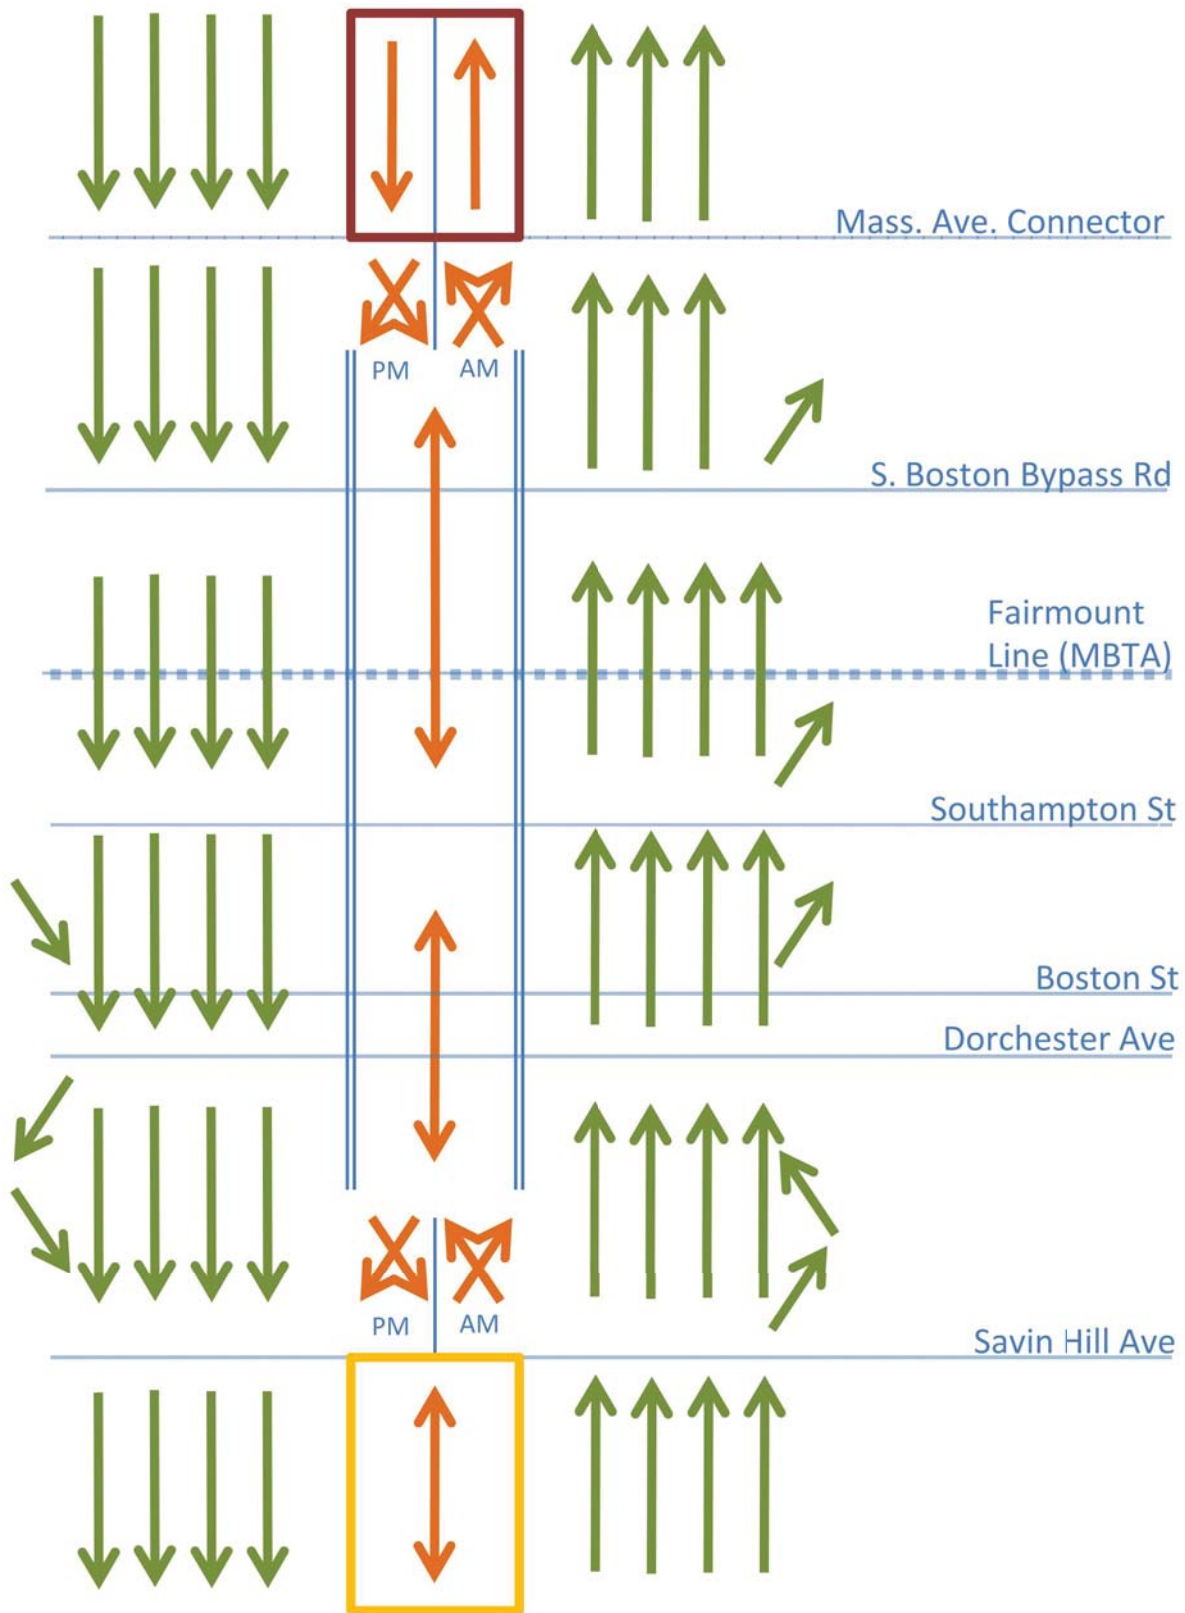 Mass. Ave. Connector
PM AM
S. Boston Bypass Rd
Fairmount
Line (MBTA)
Southampton St
Boston St
Dorchester Ave
PM AM
Savin Hill Ave